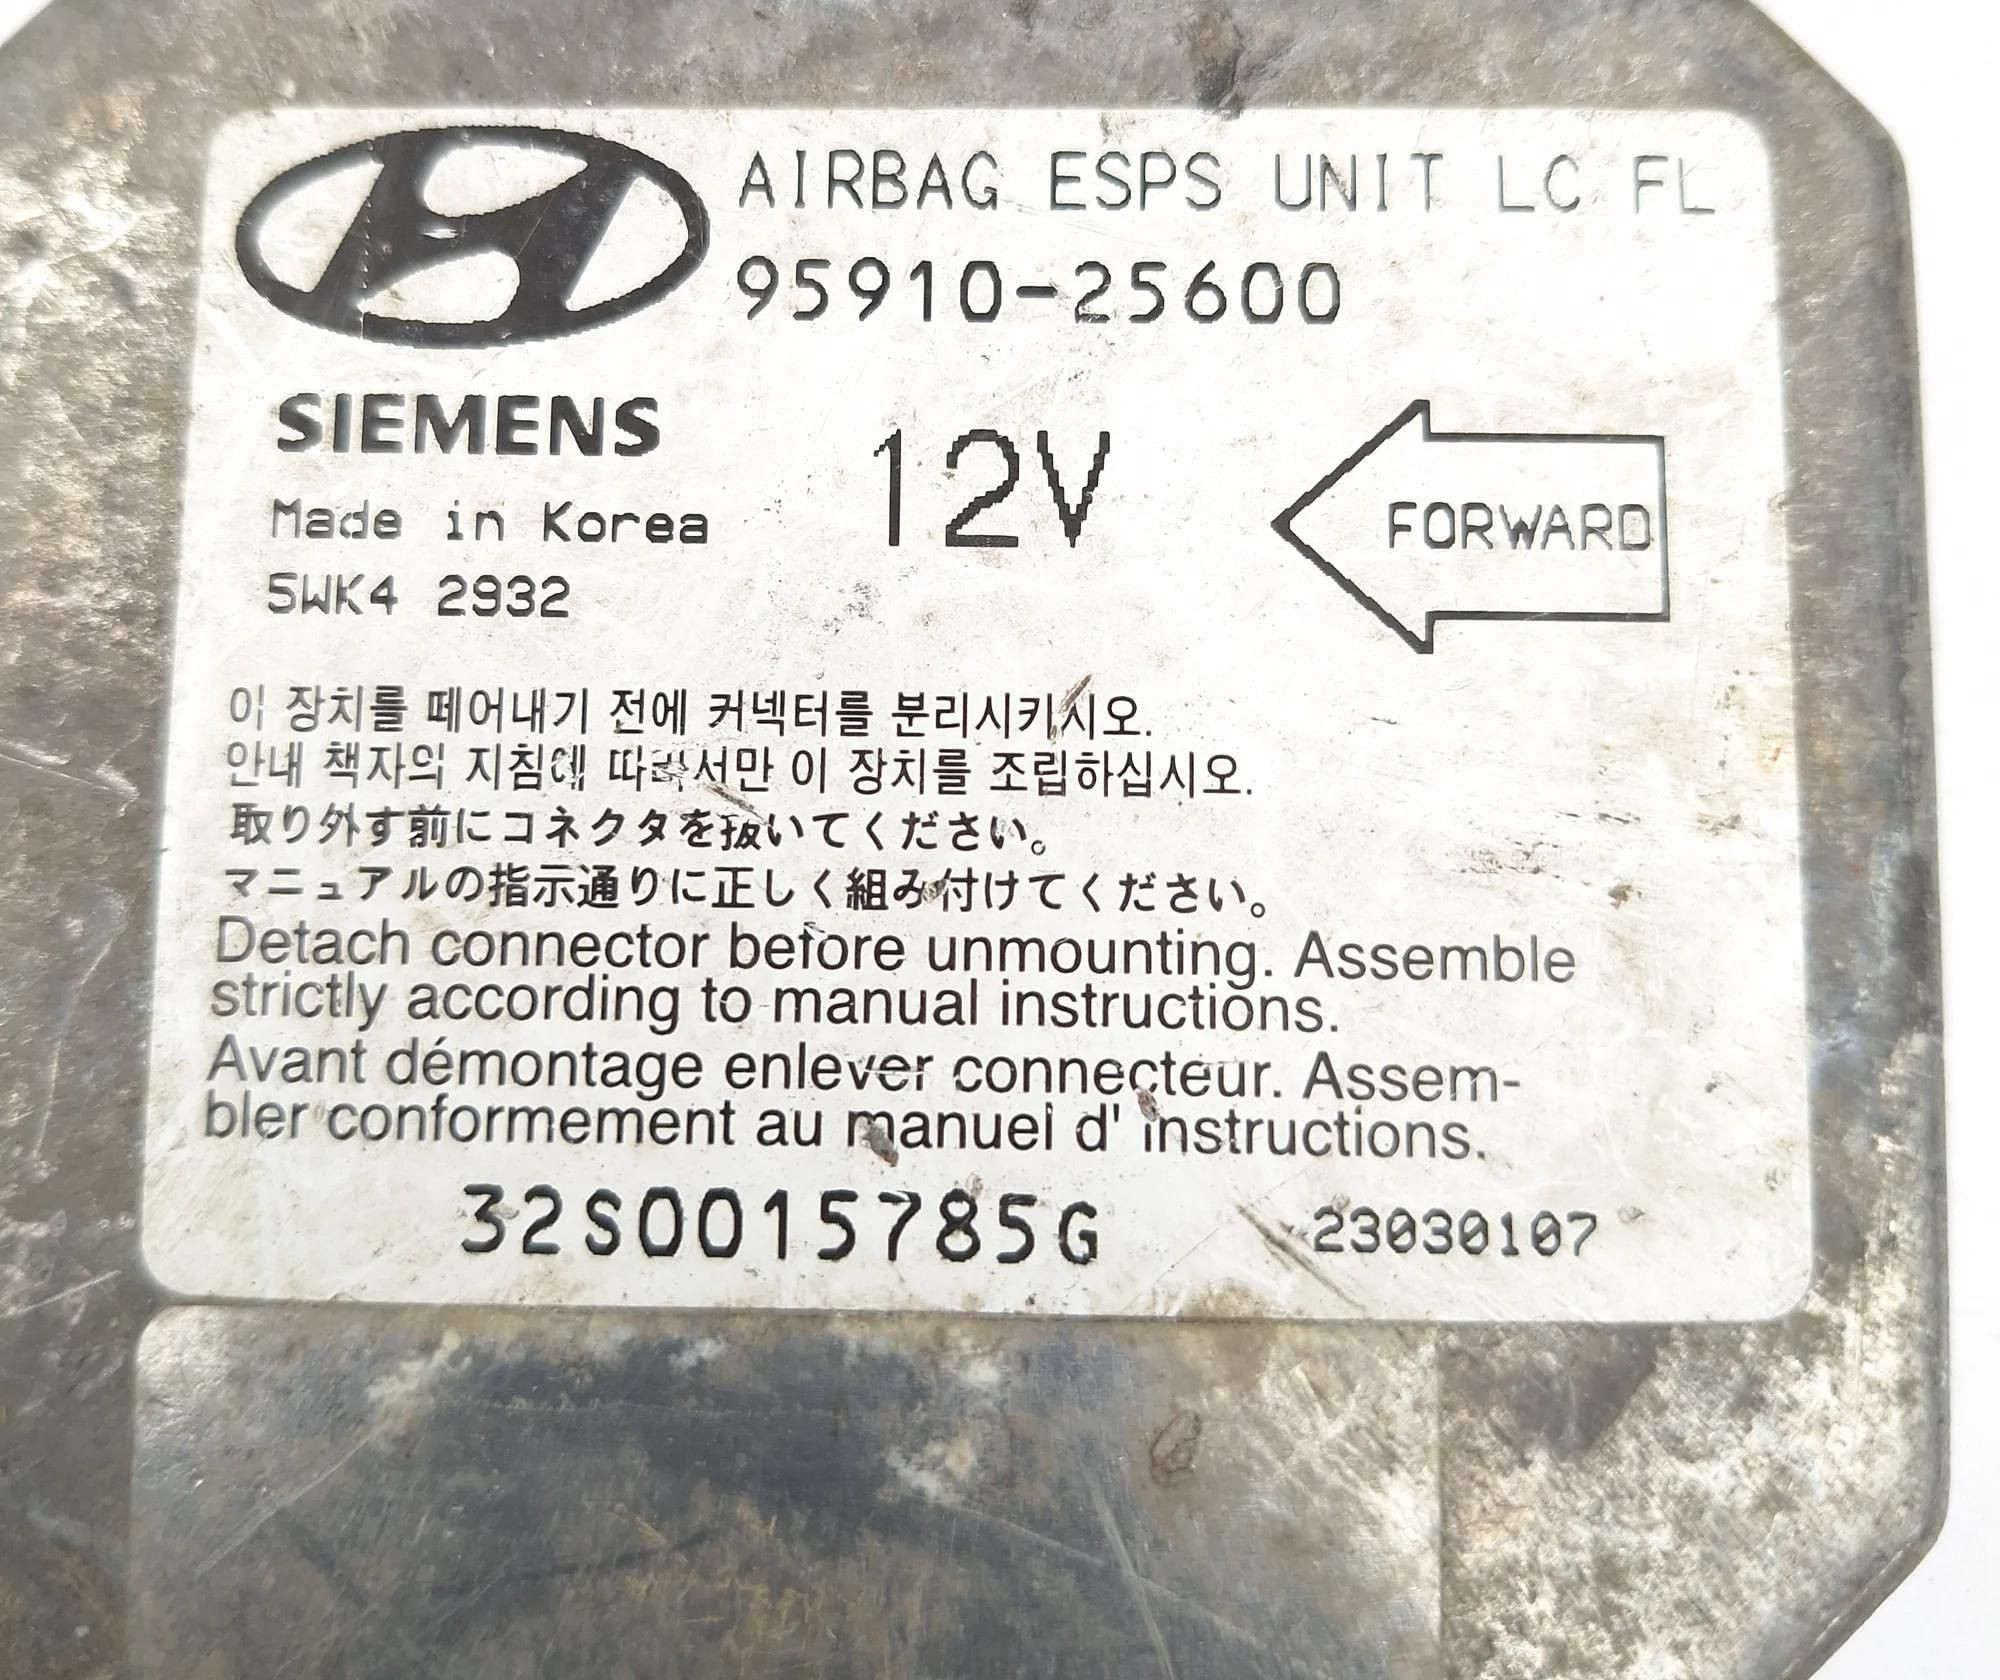 AIRBAG ESPS UNIT LC FL
95910-25600
SIEMENS
12V
FORWARD
Made in Korea
5WK4 2932
이 장치를 떼어내기 전에 커넥터를 분리시키시오.
안내 책자의 지침에 따라서만 이 장치를 조립하십시오.
取り外す前にコネクタを抜いてください。
マニュアルの指示通りに正しく組み付けてください。
Detach connector before unmounting. Assemble
strictly according to manual instructions.
Avant démontage enlever connecteur. Assem-
bler conformement au manuel d' instructions.
32S0015785G
23030107